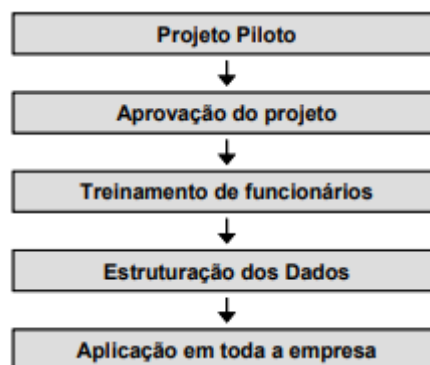 Projeto Piloto
Aprovação do projeto
Treinamento de funcionários
Estruturação dos Dados
Aplicação em toda a empresa